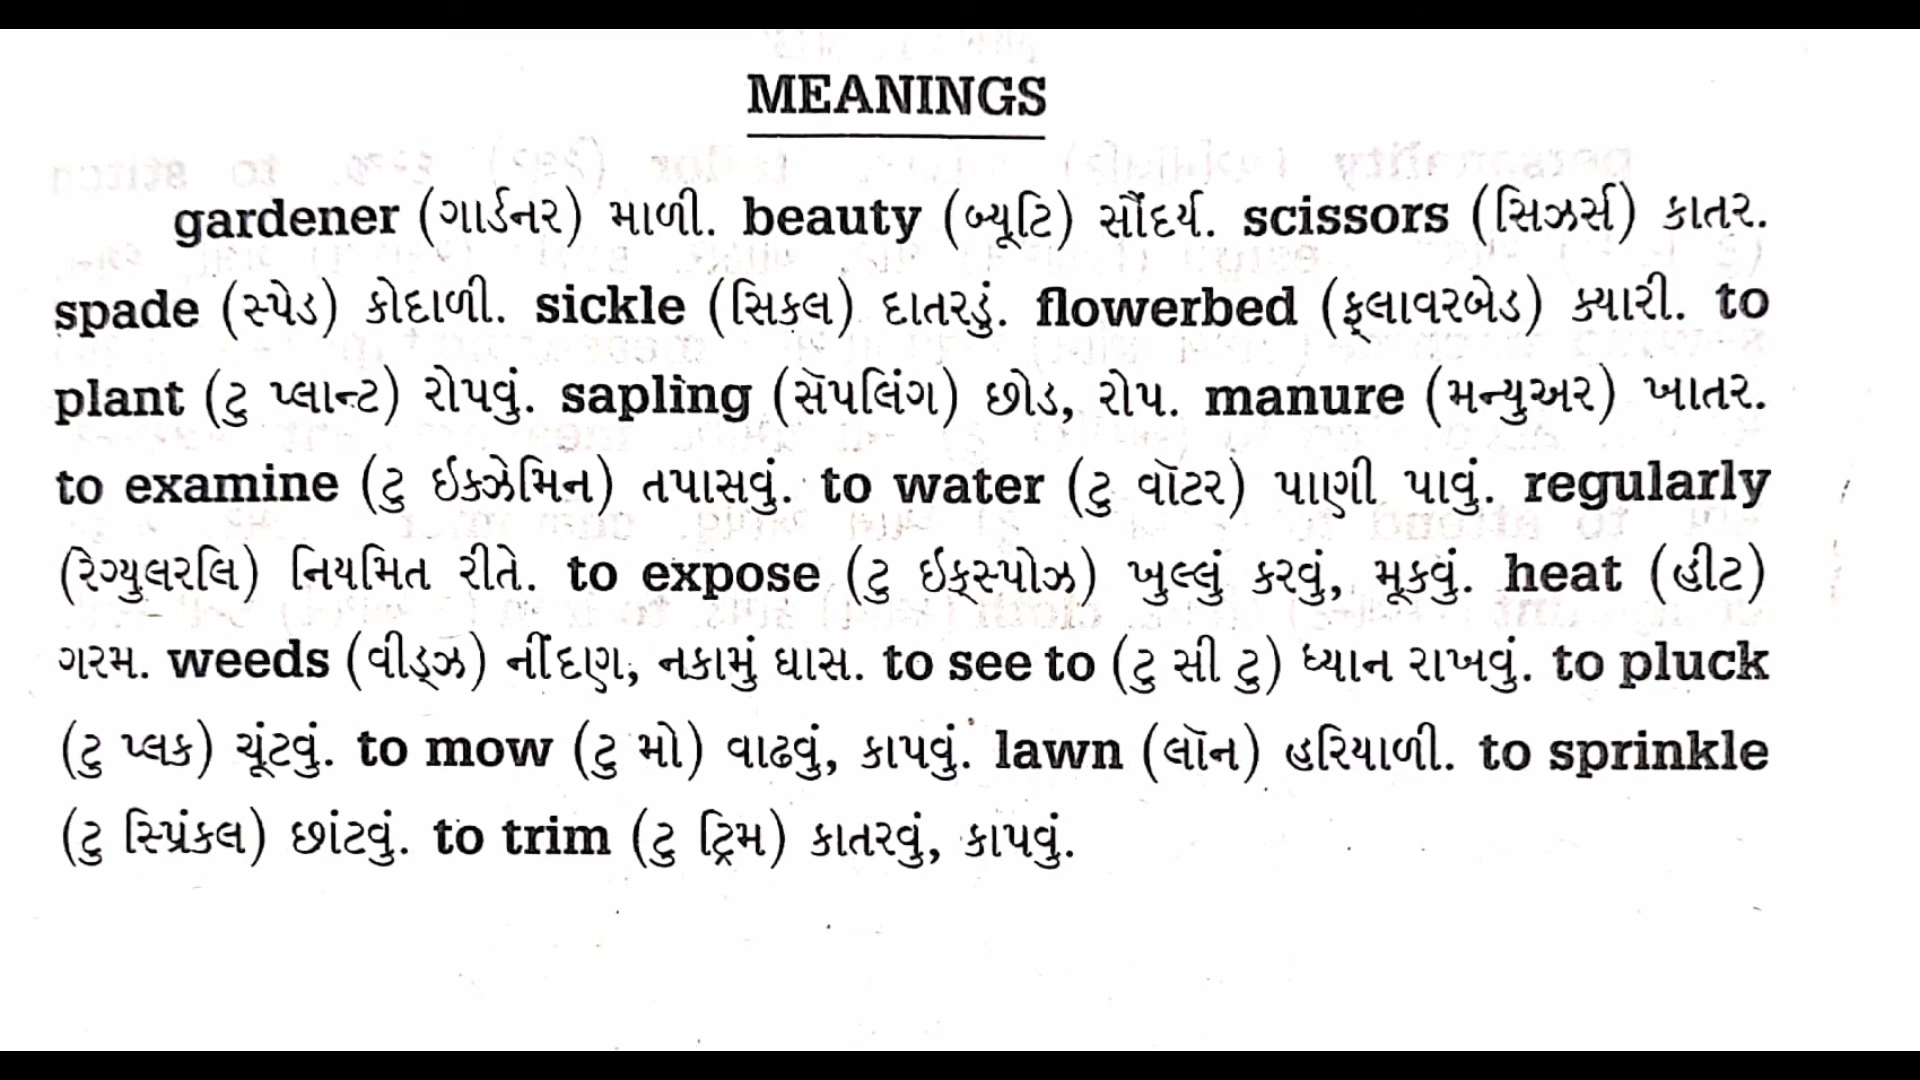 MEANINGS
gardener (ગાર્ડનર) માળી. beauty (બ્યૂટિ) સૌંદર્ય. scissors (સિઝર્સ) કાતર.
spade (સ્પેડ) કોદાળી. sickle (સિકલ) દાતરડું. flowerbed (ફ્લાવરબેડ) ક્યારી. to
plant (ટુ પ્લાન્ટ) રોપવું. sapling (સૅપલિંગ) છોડ, રોપ. manure (મન્યુઅર) ખાતર.
to examine (ટુ ઇક્ઝેમિન) તપાસવું. to water (ટુ વૉટર) પાણી પાવું. regularly
(રેગ્યુલરલિ) નિયમિત રીતે. to expose (ટુ ઇક્સ્પોઝ) ખુલ્લું કરવું, મૂકવું. heat (હીટ)
ગરમ. weeds (વીડ્ઝ) નીંદણ, નકામું ઘાસ. to see to (ટુ સી ટુ) ધ્યાન રાખવું. to pluck
(ટુ પ્લક) ચૂંટવું. to mow (ટુ મો) વાઢવું, કાપવું. lawn (લૉન) હરિયાળી. to sprinkle
(ટુ સ્પ્રિંકલ) છાંટવું. to trim (ટુ ટ્રિમ) કાતરવું, કાપવું.